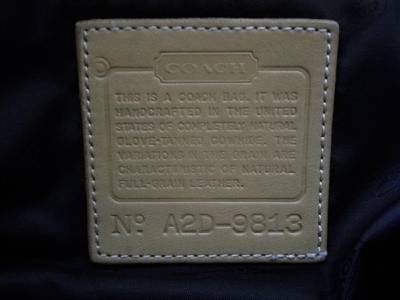 COACH
THIS IS A COACH BAG. IT WAS
HANDCRAFTED IN THE UNITED
STATES OF COMPLETELY NATURAL
GLOVE-TANNED COWHIDE. THE
VARIATIONS IN THE GRAIN ARE
CHARACTERISTIC OF NATURAL
FULL-GRAIN LEATHER.
Nº A2D-9813